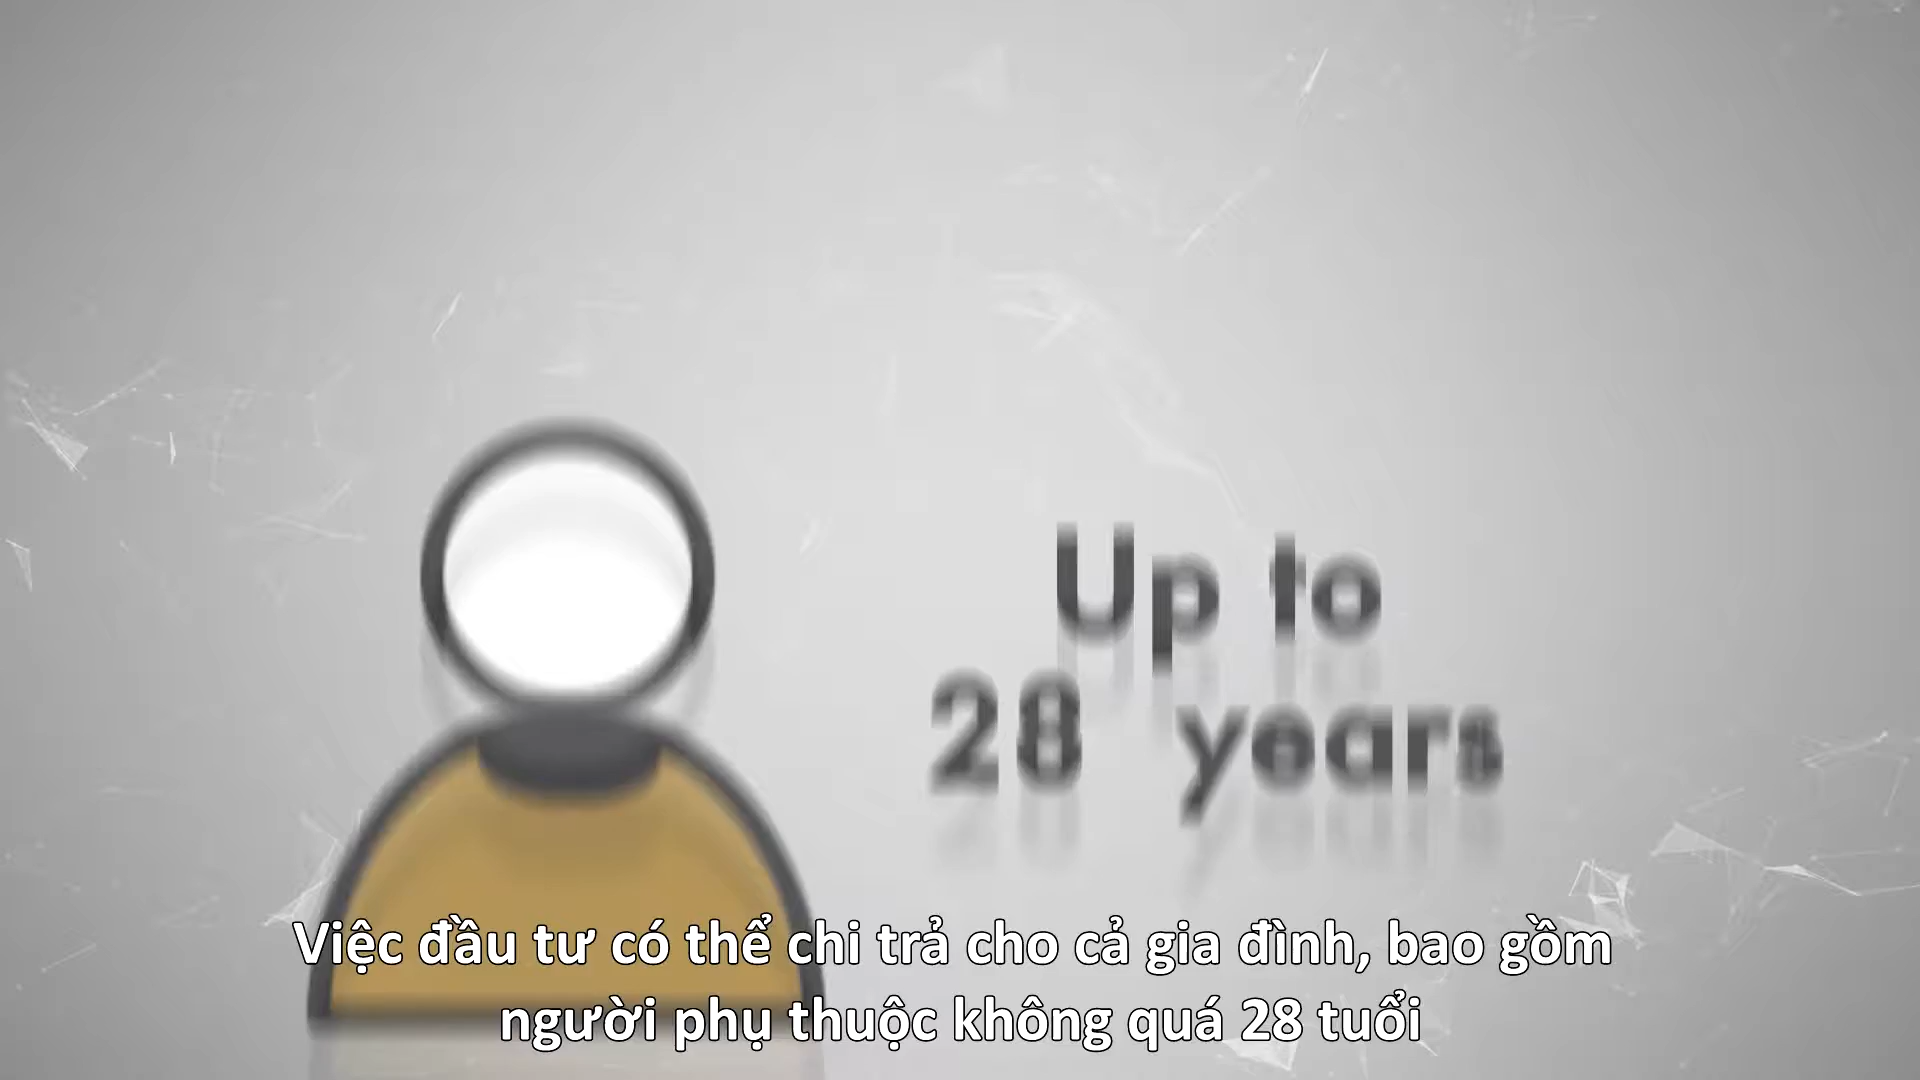 Up to
28 years
Việc đầu tư có thể chi trả cho cả gia đình, bao gồm
người phụ thuộc không quá 28 tuổi